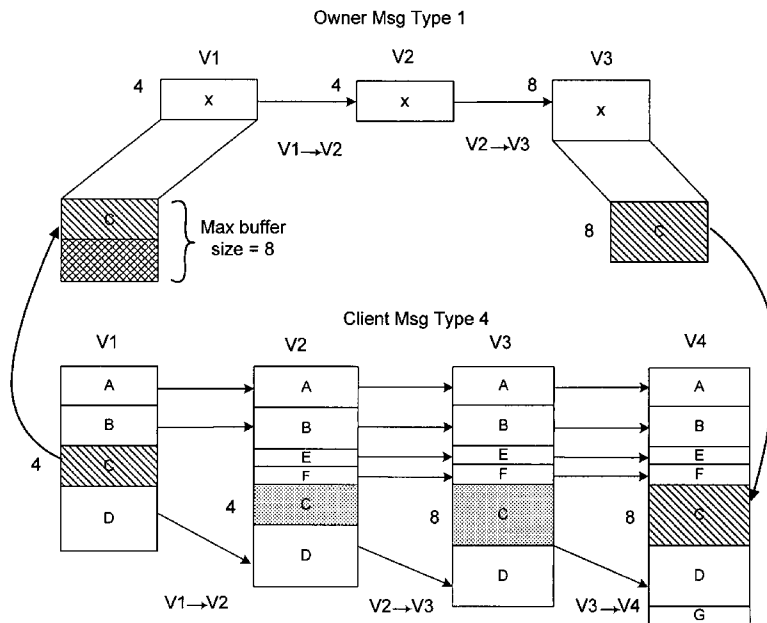 Owner Msg Type 1
V1 V2 V3
4 x 4 x 8 x
V1→V2 V2→V3
C
Max buffer
size = 8
8 C
Client Msg Type 4
V1 V2 V3 V4
A A A A
B B B B
E E E
F F F
4 C
4 C 8 C 8 C
D D D D
V1→V2 V2→V3 V3→V4
G